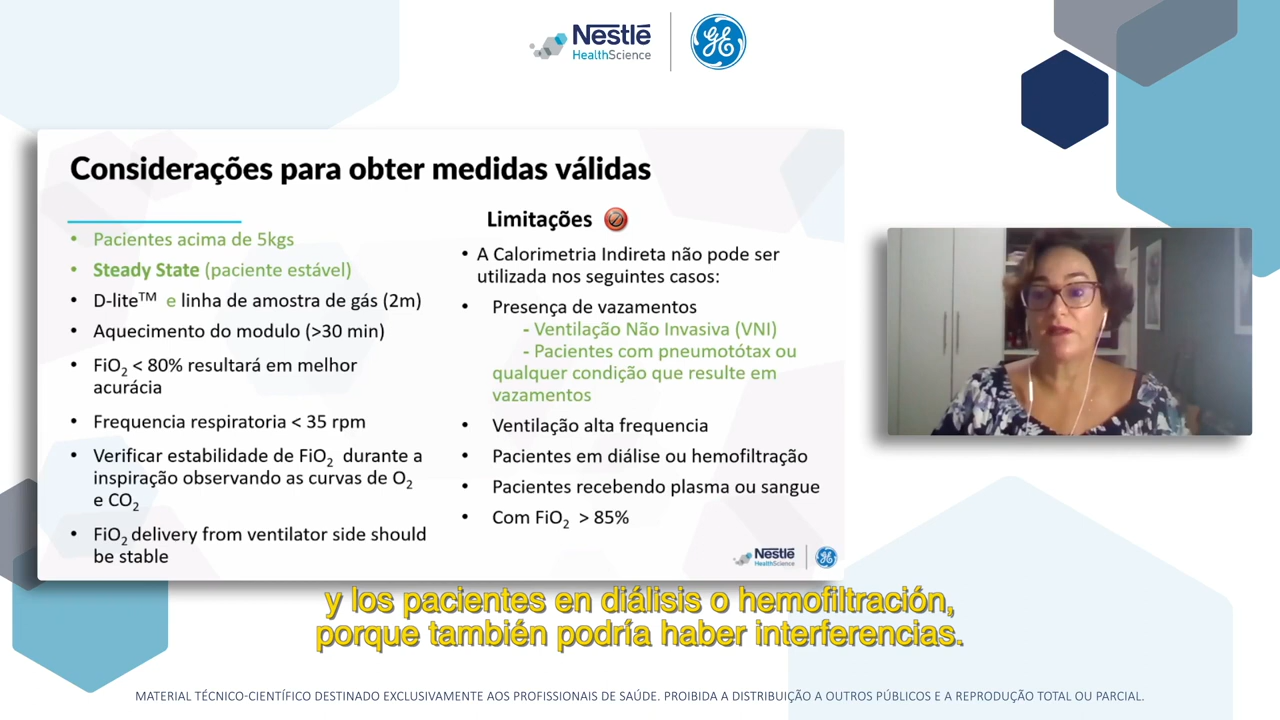 Nestlé
HealthScience
GE
Considerações para obter medidas válidas
• Pacientes acima de 5kgs
• Steady State (paciente estável)
• D-lite™ e linha de amostra de gás (2m)
• Aquecimento do modulo (>30 min)
• FiO₂ < 80% resultará em melhor
acurácia
• Frequencia respiratoria < 35 rpm
• Verificar estabilidade de FiO₂ durante a
inspiração observando as curvas de O₂
e CO₂
• FiO₂ delivery from ventilator side should
be stable
Limitações
• A Calorimetria Indireta não pode ser
utilizada nos seguintes casos:
• Presença de vazamentos
- Ventilação Não Invasiva (VNI)
- Pacientes com pneumotótax ou
qualquer condição que resulte em
vazamentos
• Ventilação alta frequencia
• Pacientes em diálise ou hemofiltração
• Pacientes recebendo plasma ou sangue
• Com FiO₂ > 85%
Nestlé
HealthScience
GE
y los pacientes en diálisis o hemofiltración,
porque también podría haber interferencias.
MATERIAL TÉCNICO-CIENTÍFICO DESTINADO EXCLUSIVAMENTE AOS PROFISSIONAIS DE SAÚDE. PROIBIDA A DISTRIBUIÇÃO A OUTROS PÚBLICOS E A REPRODUÇÃO TOTAL OU PARCIAL.